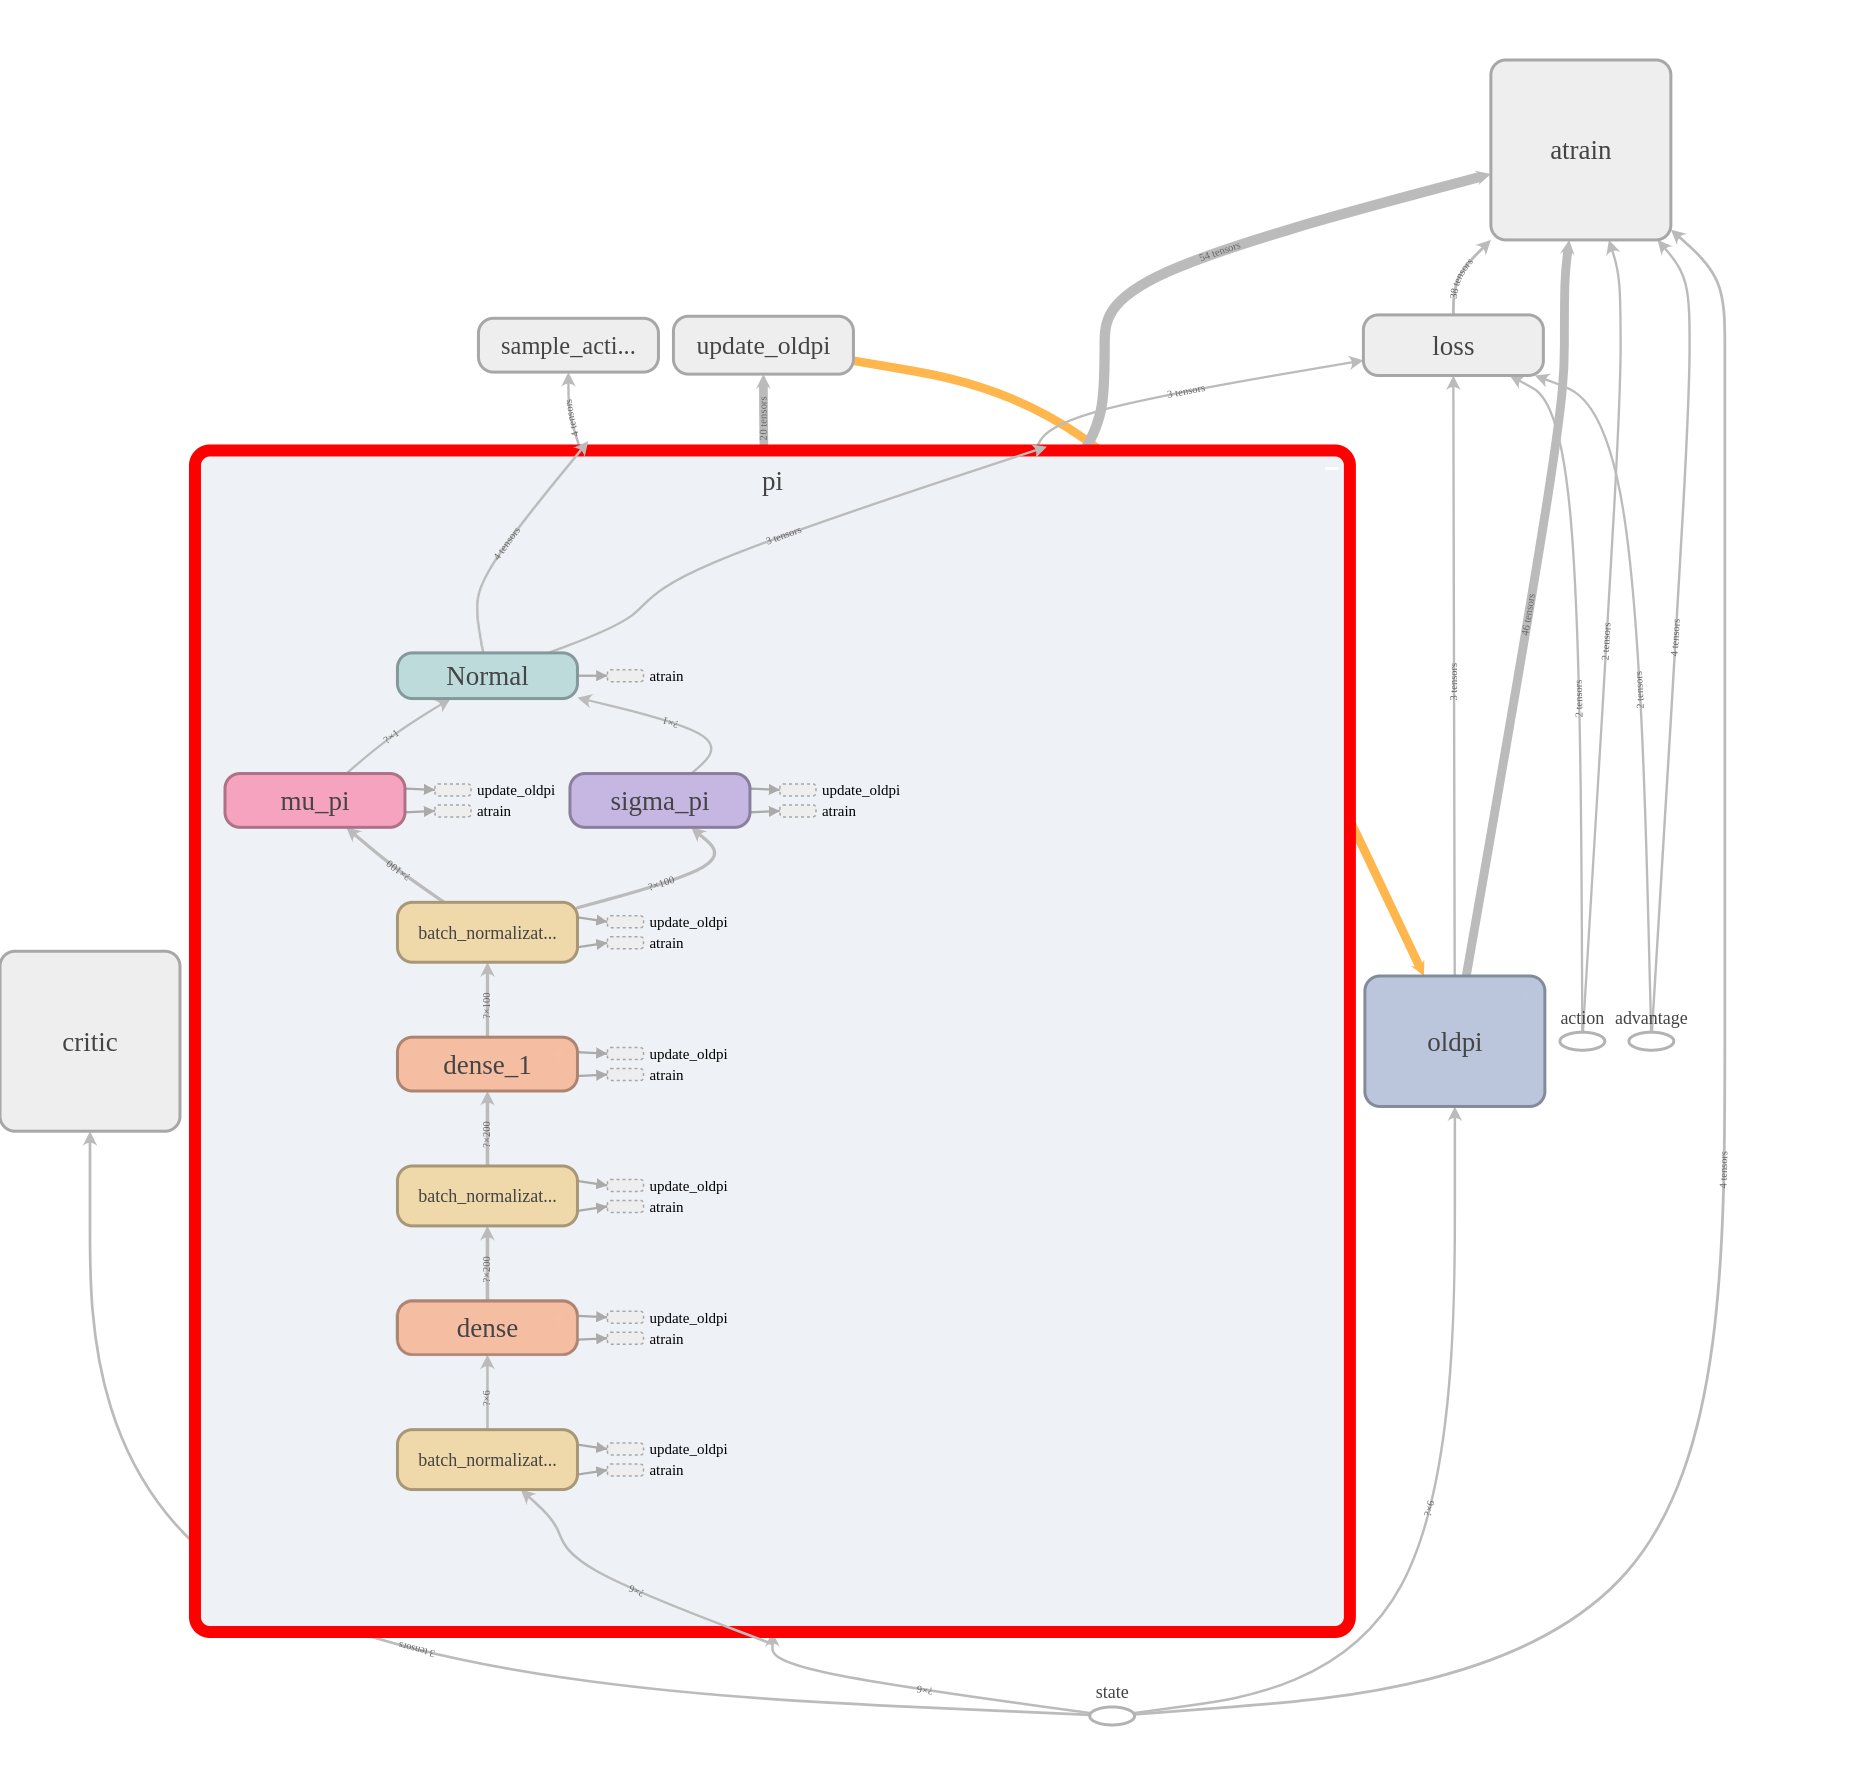 atrain
54 tensors
38 tensors
sample_acti...
update_oldpi
loss
4 tensors
20 tensors
3 tensors
pi
4 tensors
3 tensors
Normal
atrain
?×1
?×1
mu_pi
update_oldpi
atrain
sigma_pi
update_oldpi
atrain
?×100
?×100
batch_normalizat...
update_oldpi
atrain
?×100
dense_1
update_oldpi
atrain
?×200
batch_normalizat...
update_oldpi
atrain
?×200
dense
update_oldpi
atrain
?×6
batch_normalizat...
update_oldpi
atrain
?×6
critic
3 tensors
46 tensors
2 tensors
4 tensors
2 tensors
2 tensors
oldpi
action
advantage
4 tensors
?×6
3 tensors
?×6
state